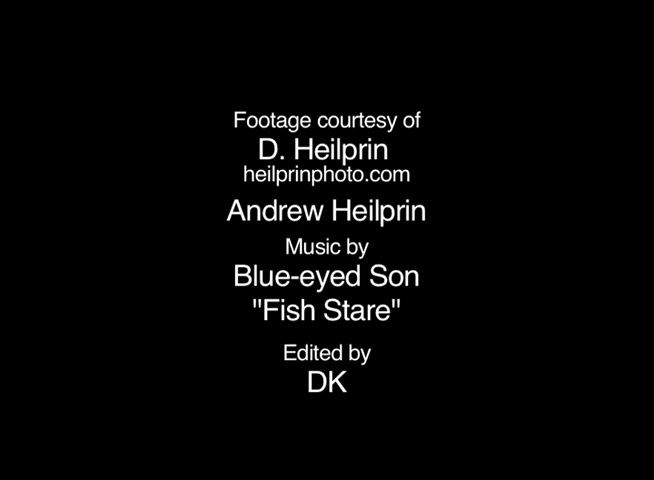 Footage courtesy of
D. Heilprin
heilprinphoto.com
Andrew Heilprin
Music by
Blue-eyed Son
"Fish Stare"
Edited by
DK